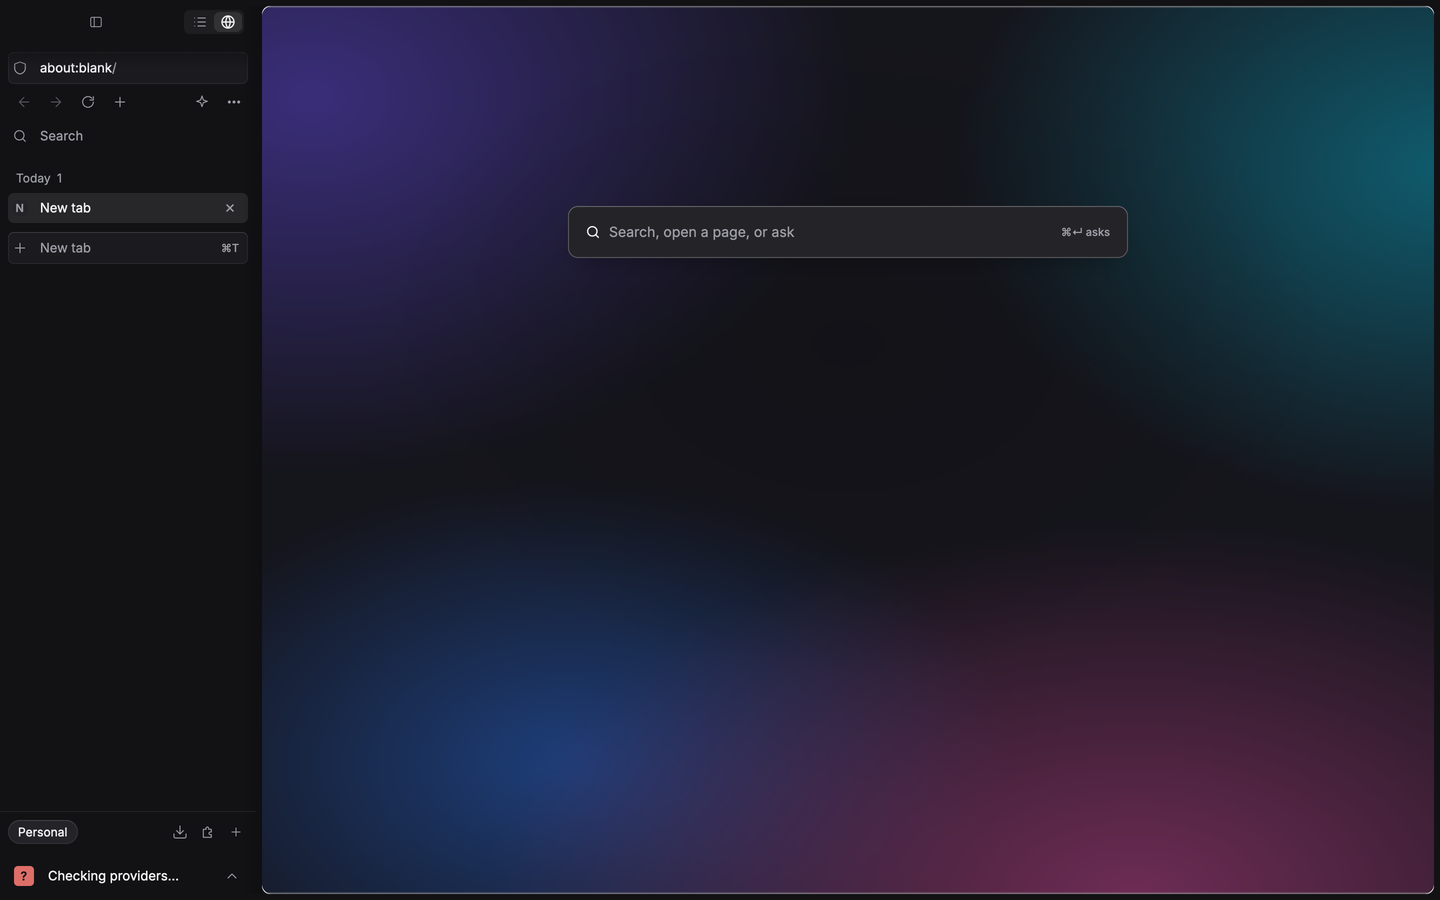 about:blank/
Search
Today 1
N New tab
New tab ⌘T
Search, open a page, or ask ⌘↵ asks
Personal
? Checking providers...